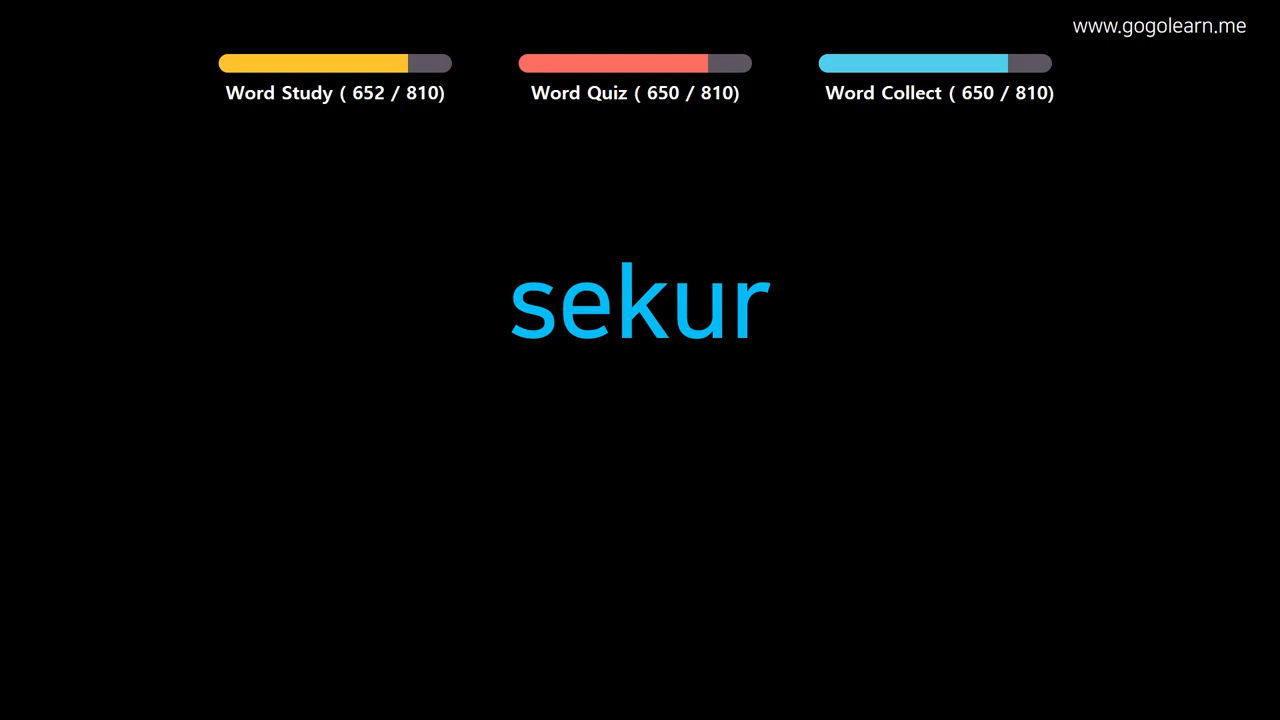 www.gogolearn.me
Word Study ( 652 / 810)
Word Quiz ( 650 / 810)
Word Collect ( 650 / 810)
sekur